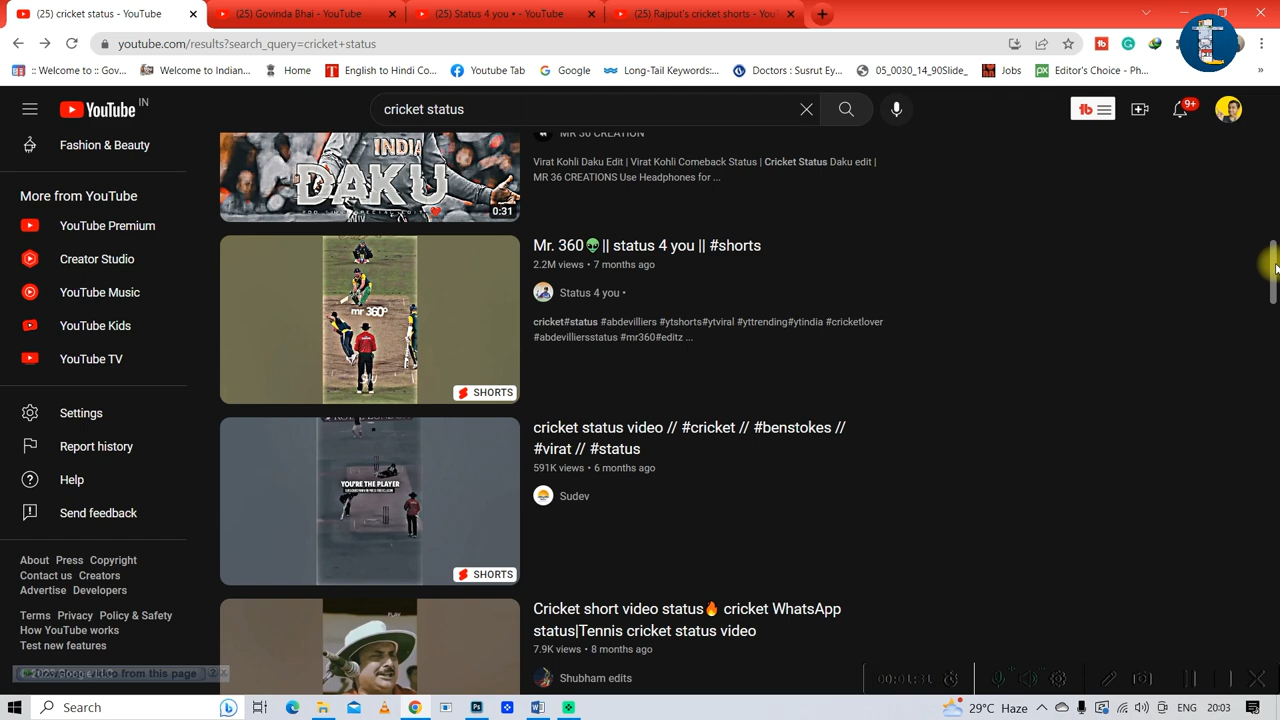 (25) cricket status - YouTube
(25) Govinda Bhai - YouTube
(25) Status 4 you • - YouTube
(25) Rajput's cricket shorts - YouT
youtube.com/results?search_query=cricket+status
:: Welcome to :: Gov...
Welcome to Indian...
Home
English to Hindi Co...
YouTube Tab
Google
Long-Tail Keywords:...
Doctors : Susrut Ey...
05_0030_14_90Slide_
Jobs
Editor's Choice - Ph...
YouTube IN
cricket status
tb
9+
Fashion & Beauty
More from YouTube
YouTube Premium
Creator Studio
YouTube Music
YouTube Kids
YouTube TV
Settings
Report history
Help
Send feedback
About Press Copyright
Contact us Creators
Advertise Developers
Terms Privacy Policy & Safety
How YouTube works
Test new features
INDIA
DAKU
0:31
MR 36 CREATION
Virat Kohli Daku Edit | Virat Kohli Comeback Status | Cricket Status Daku edit |
MR 36 CREATIONS Use Headphones for ...
mr 360°
SHORTS
Mr. 360👽|| status 4 you || #shorts
2.2M views • 7 months ago
Status 4 you •
cricket#status #abdevilliers #ytshorts#ytviral #yttrending#ytindia #cricketlover
#abdevilliersstatus #mr360#editz ...
YOU'RE THE PLAYER
SHORTS
cricket status video // #cricket // #benstokes //
#virat // #status
591K views • 6 months ago
Sudev
Cricket short video status🔥 cricket WhatsApp
status|Tennis cricket status video
7.9K views • 8 months ago
Shubham edits
00:01:31
Search
29°C Haze
ENG
20:03